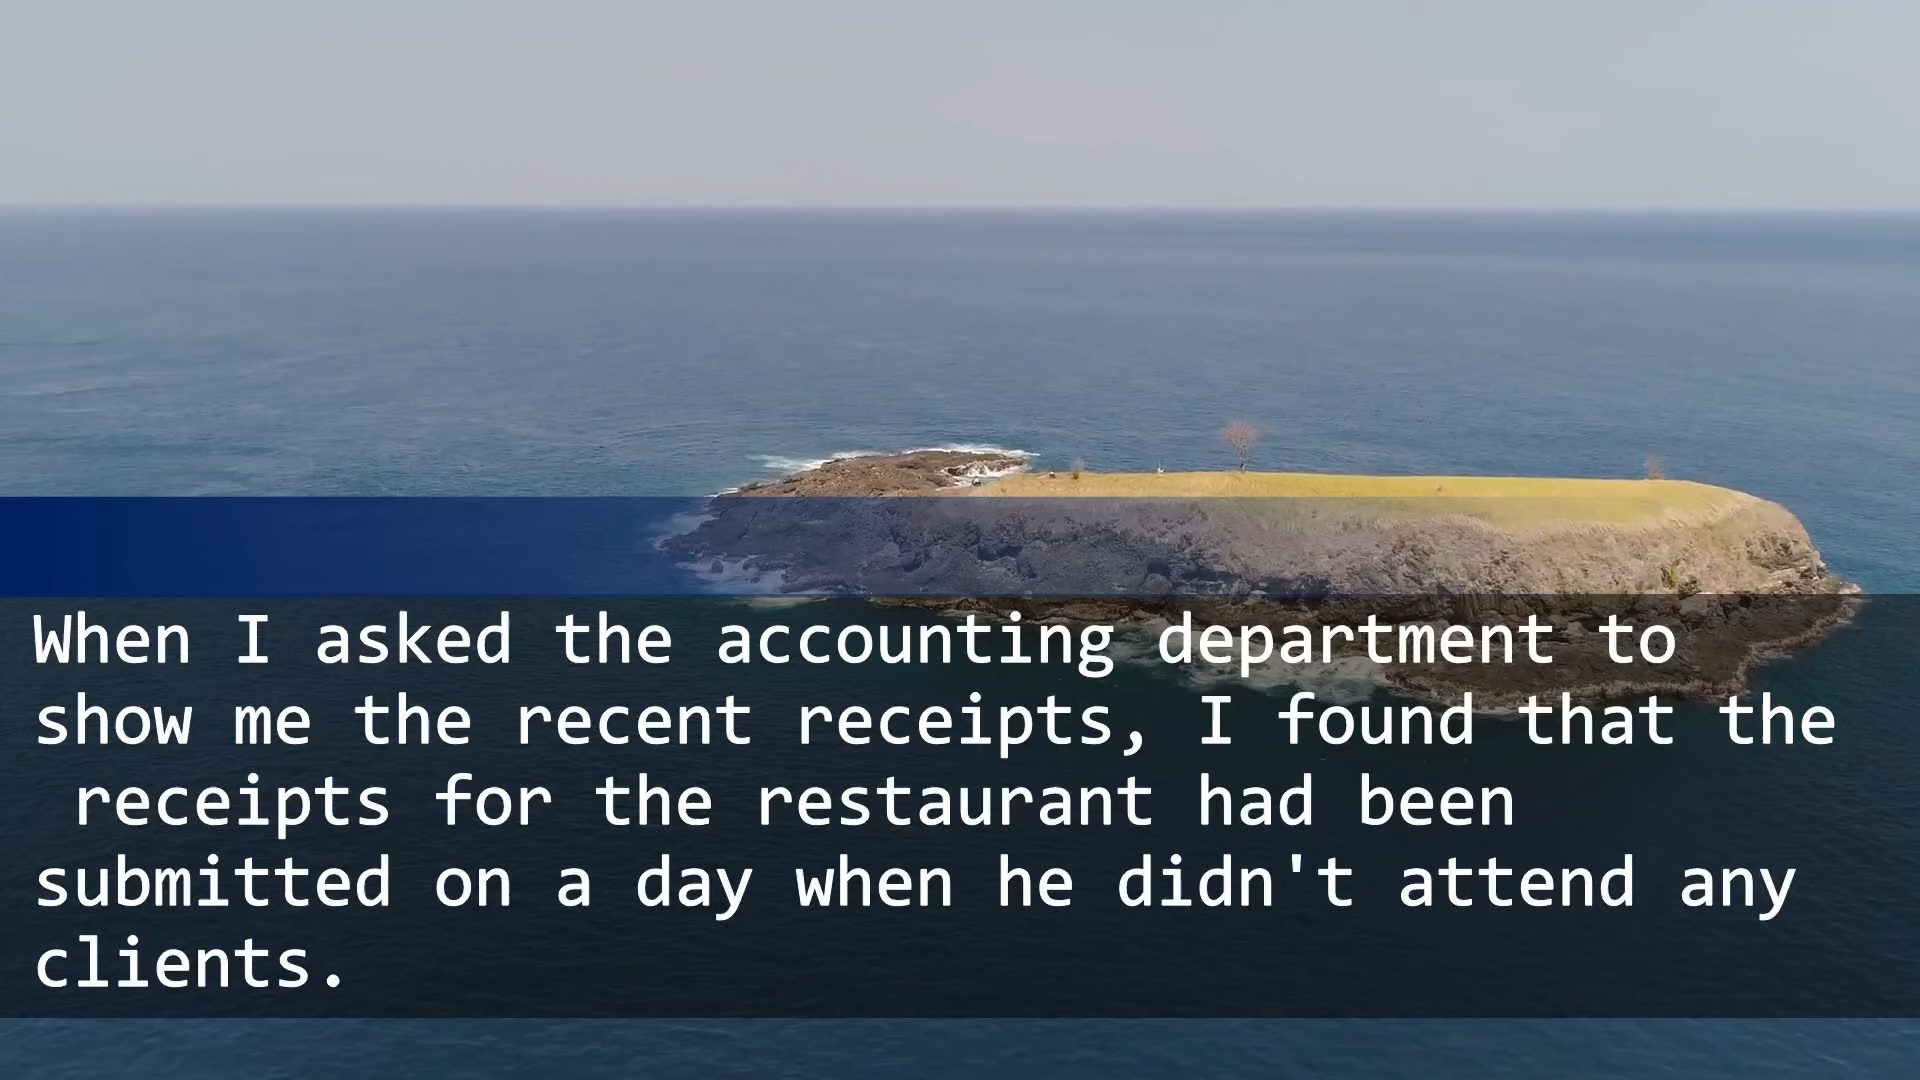 When I asked the accounting department to
show me the recent receipts, I found that the
receipts for the restaurant had been
submitted on a day when he didn't attend any
clients.